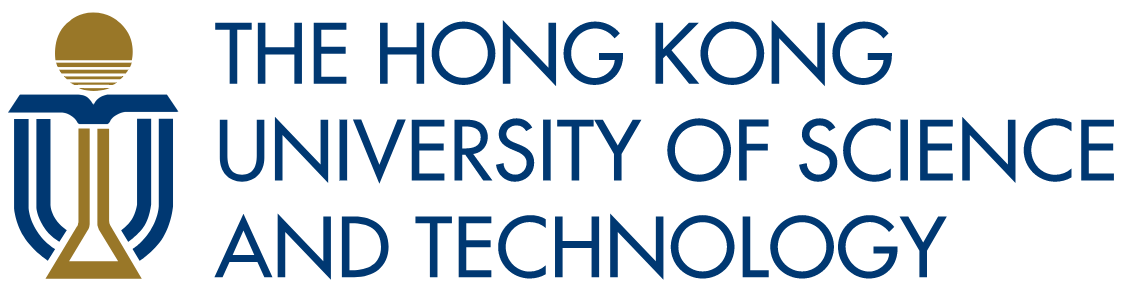 THE HONG KONG
UNIVERSITY OF SCIENCE
AND TECHNOLOGY